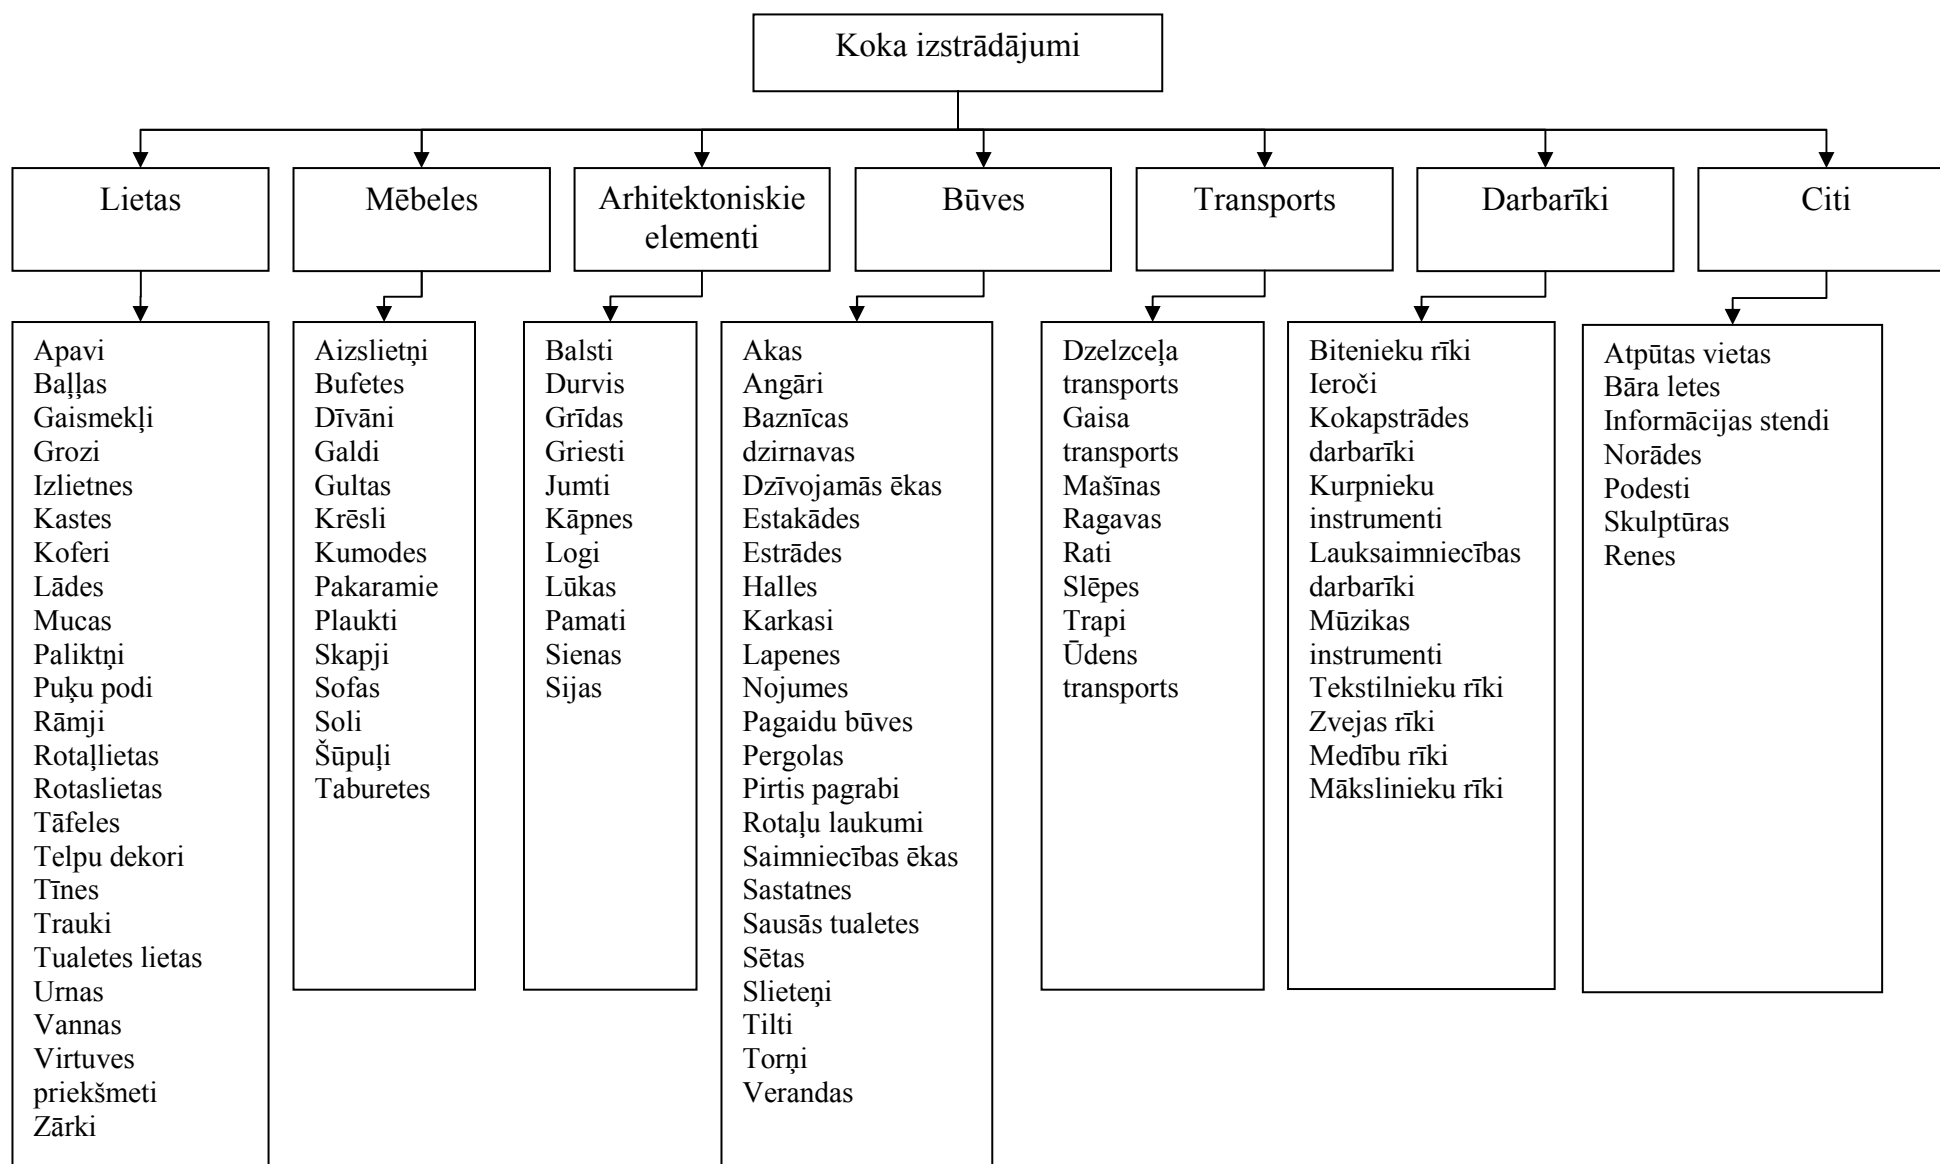 Koka izstrādājumi
Lietas
Mēbeles
Arhitektoniskie
elementi
Būves
Transports
Darbarīki
Citi
Apavi
Baļļas
Gaismekļi
Grozi
Izlietnes
Kastes
Koferi
Lādes
Mucas
Paliktņi
Puķu podi
Rāmji
Rotaļlietas
Rotaslietas
Tāfeles
Telpu dekori
Tīnes
Trauki
Tualetes lietas
Urnas
Vannas
Virtuves
priekšmeti
Zārki
Aizslietņi
Bufetes
Dīvāni
Galdi
Gultas
Krēsli
Kumodes
Pakaramie
Plaukti
Skapji
Sofas
Soli
Šūpuļi
Taburetes
Balsti
Durvis
Grīdas
Griesti
Jumti
Kāpnes
Logi
Lūkas
Pamati
Sienas
Sijas
Akas
Angāri
Baznīcas
dzirnavas
Dzīvojamās ēkas
Estakādes
Estrādes
Halles
Karkasi
Lapenes
Nojumes
Pagaidu būves
Pergolas
Pirtis pagrabi
Rotaļu laukumi
Saimniecības ēkas
Sastatnes
Sausās tualetes
Sētas
Slieteņi
Tilti
Torņi
Verandas
Dzelzceļa
transports
Gaisa
transports
Mašīnas
Ragavas
Rati
Slēpes
Trapi
Ūdens
transports
Bitenieku rīki
Ieroči
Kokapstrādes
darbarīki
Kurpnieku
instrumenti
Lauksaimniecības
darbarīki
Mūzikas
instrumenti
Tekstilnieku rīki
Zvejas rīki
Medību rīki
Mākslinieku rīki
Atpūtas vietas
Bāra letes
Informācijas stendi
Norādes
Podesti
Skulptūras
Renes